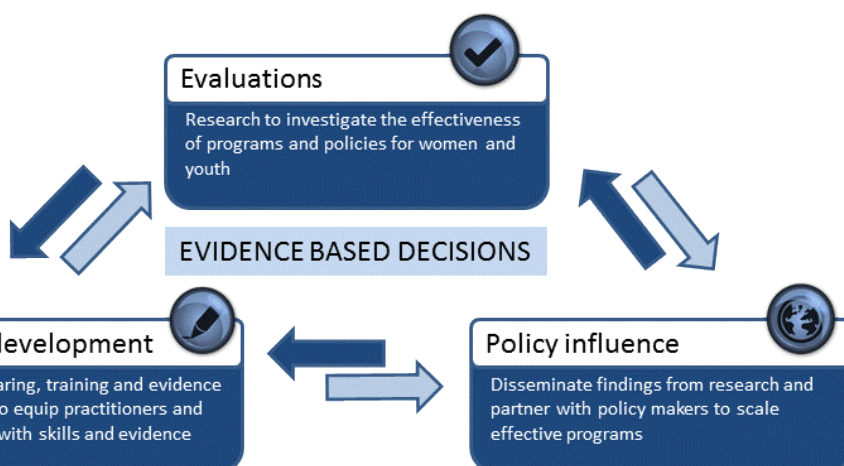 Evaluations
Research to investigate the effectiveness
of programs and policies for women and
youth
EVIDENCE BASED DECISIONS
development
training and evidence
equip practitioners and
with skills and evidence
Policy influence
Disseminate findings from research and
partner with policy makers to scale
effective programs